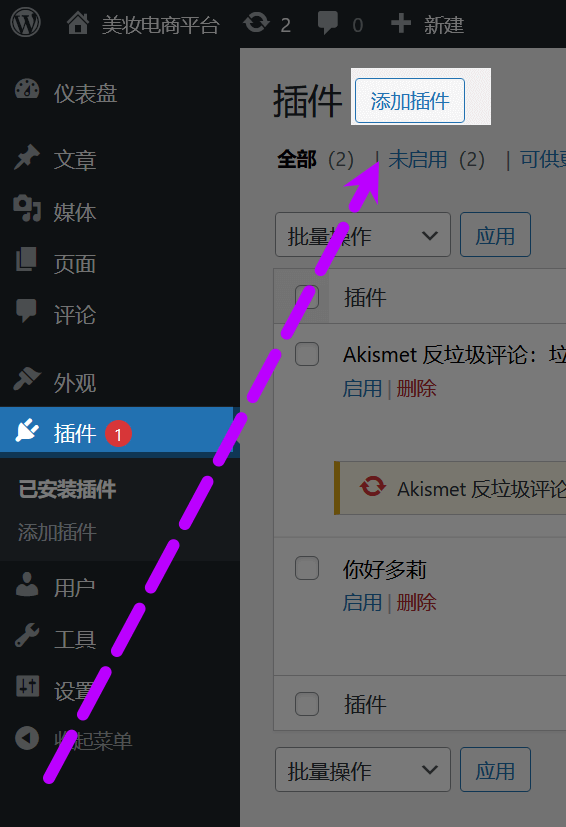 美妆电商平台 2 0 新建
仪表盘
文章
媒体
页面
评论
外观
插件 1
已安装插件
添加插件
用户
工具
设置
收起菜单
插件 添加插件
全部 (2) | 未启用 (2) | 可供更
批量操作 应用
插件
Akismet 反垃圾评论：垃
启用 | 删除
Akismet 反垃圾评论
你好多莉
启用 | 删除
插件
批量操作 应用